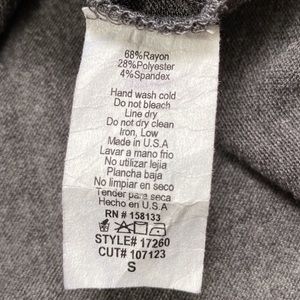 68%Rayon
28%Polyester
4%Spandex
Hand wash cold
Do not bleach
Line dry
Do not dry clean
Iron, Low
Made in U.S.A
Lavar a mano frio
No utilizar lejia
Plancha baja
No limpiar en seco
Tender para seca
Hecho en U.S.A
RN # 158133
STYLE# 17260
CUT# 107123
S